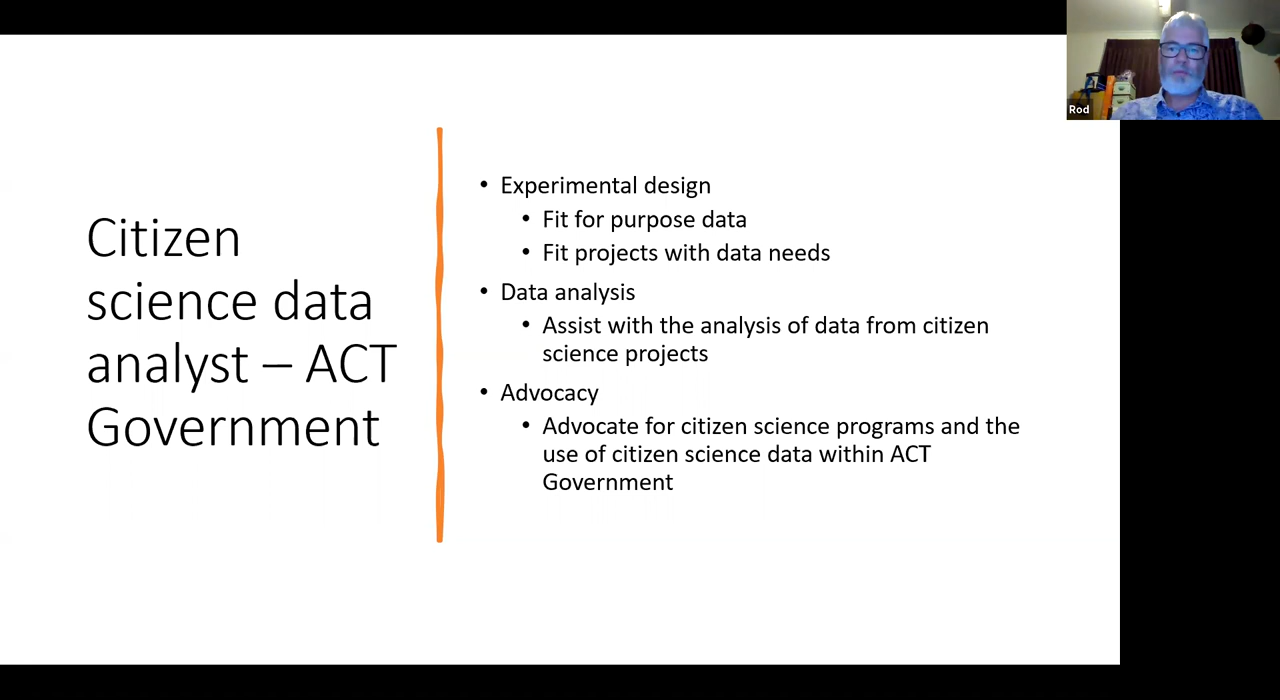 Citizen
science data
analyst – ACT
Government
• Experimental design
• Fit for purpose data
• Fit projects with data needs
• Data analysis
• Assist with the analysis of data from citizen
science projects
• Advocacy
• Advocate for citizen science programs and the
use of citizen science data within ACT
Government
Rod